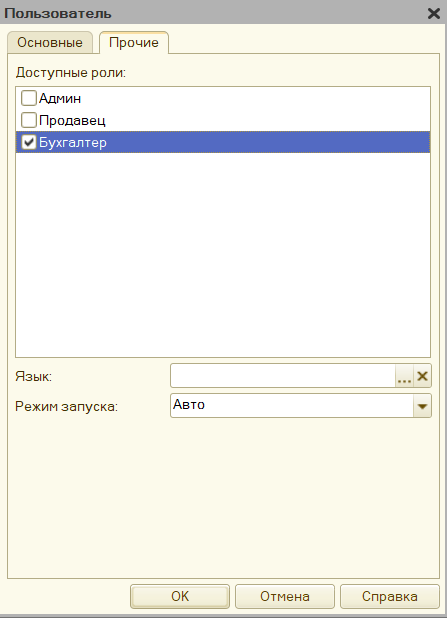 Пользователь
Основные
Прочие
Доступные роли:
Админ
Продавец
Бухгалтер
Язык:
...
Режим запуска:
Авто
OK
Отмена
Справка